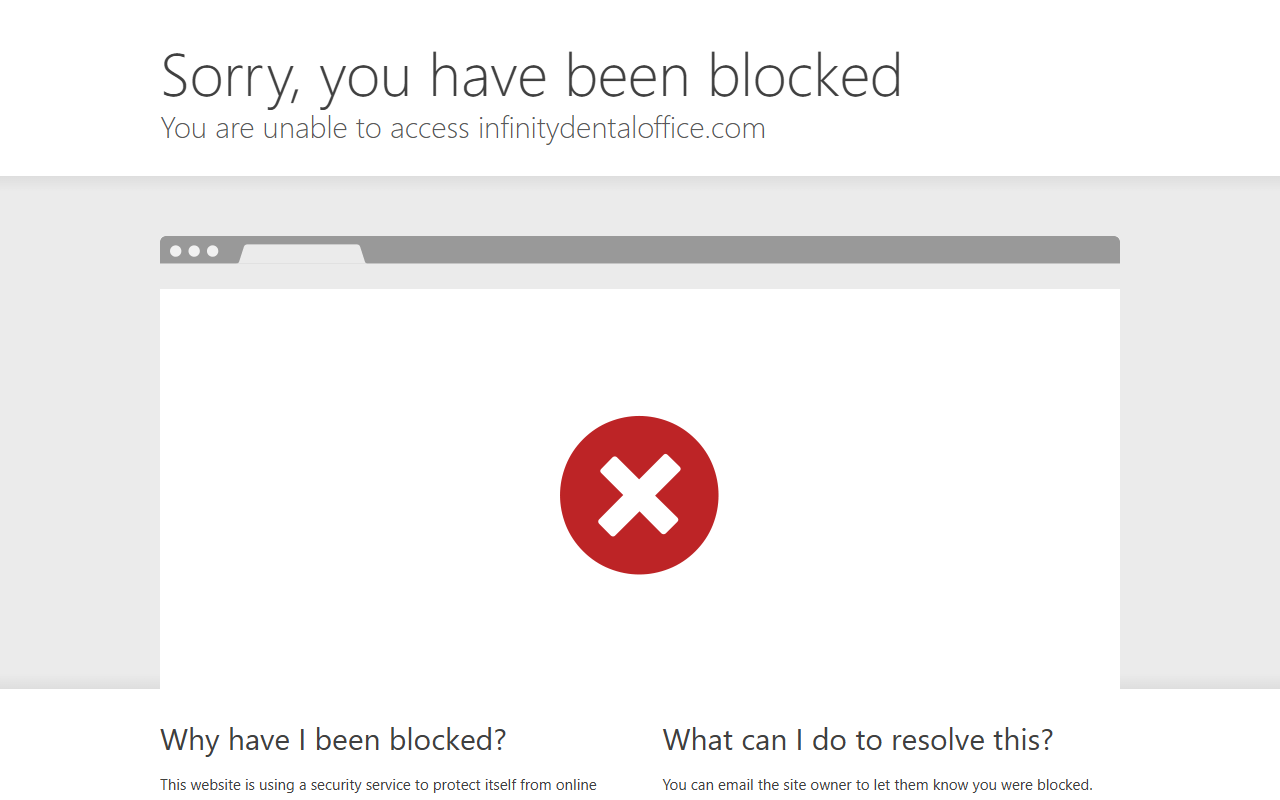 Sorry, you have been blocked
You are unable to access infinitydentaloffice.com
Why have I been blocked?
This website is using a security service to protect itself from online
What can I do to resolve this?
You can email the site owner to let them know you were blocked.